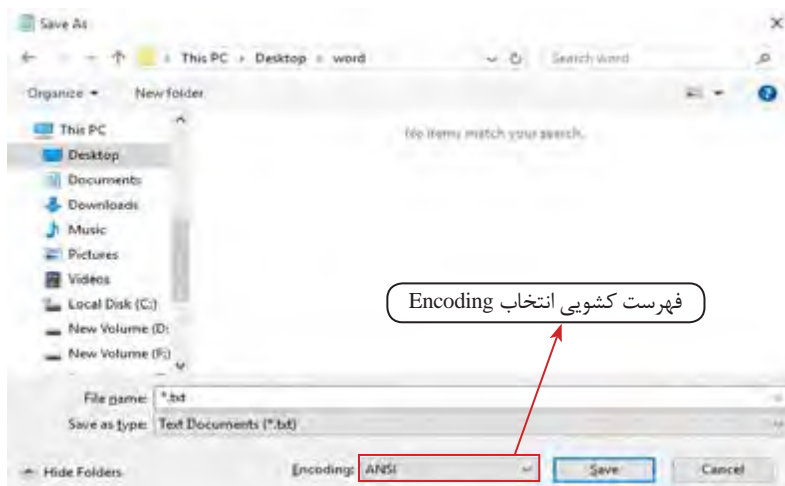 Save As
This PC › Desktop › word
Search word
Organize
New folder
This PC
No items match your search.
Desktop
Documents
Downloads
Music
Pictures
Videos
Local Disk (C:)
فهرست کشویی انتخاب Encoding
New Volume (D:
New Volume (F:)
File name: *.txt
Save as type: Text Documents (*.txt)
Hide Folders
Encoding: ANSI
Save
Cancel